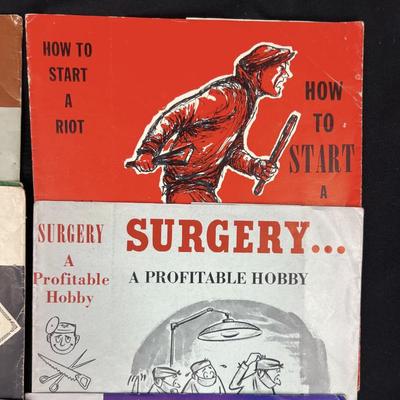 HOW TO
START
A
RIOT
HOW
TO
START
A
SURGERY
A
Profitable
Hobby
SURGERY...
A PROFITABLE HOBBY